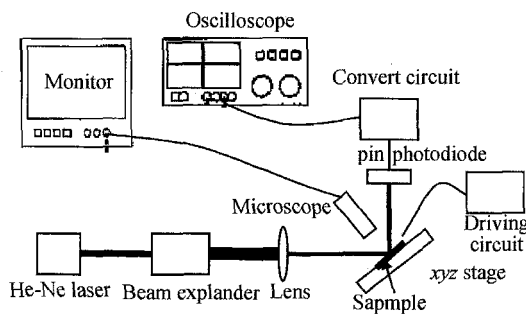 Oscilloscope
Monitor
Convert circuit
pin photodiode
Microscope
Driving
circuit
xyz stage
He-Ne laser
Beam explander
Lens
Sapmple